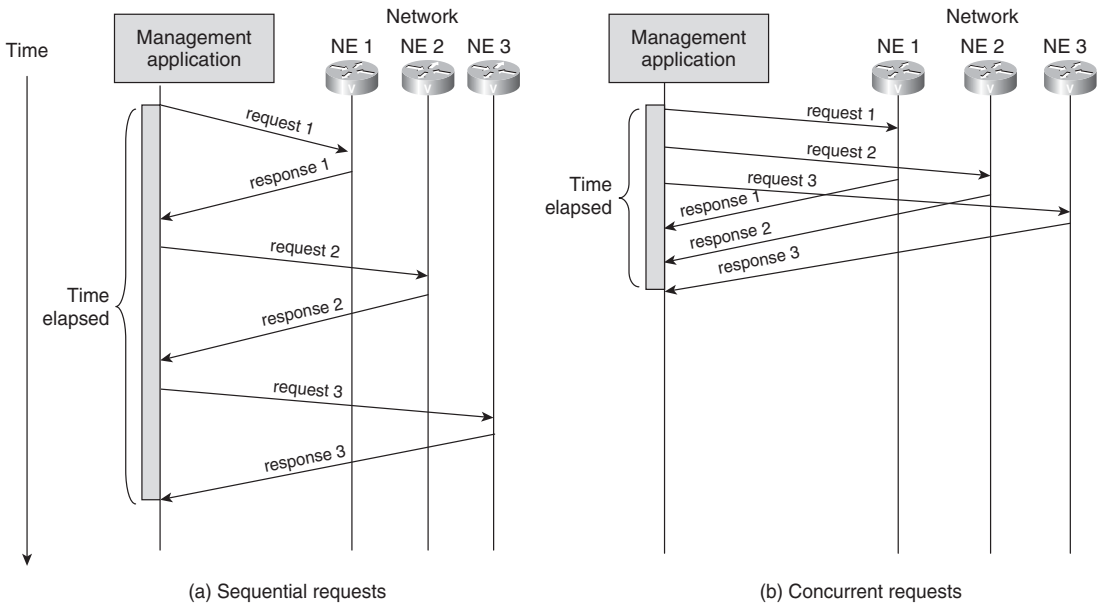 Time
Management
application
Network
NE 1
NE 2
NE 3
request 1
response 1
request 2
Time
elapsed
response 2
request 3
response 3
(a) Sequential requests
Management
application
Network
NE 1
NE 2
NE 3
request 1
request 2
request 3
Time
elapsed
response 1
response 2
response 3
(b) Concurrent requests